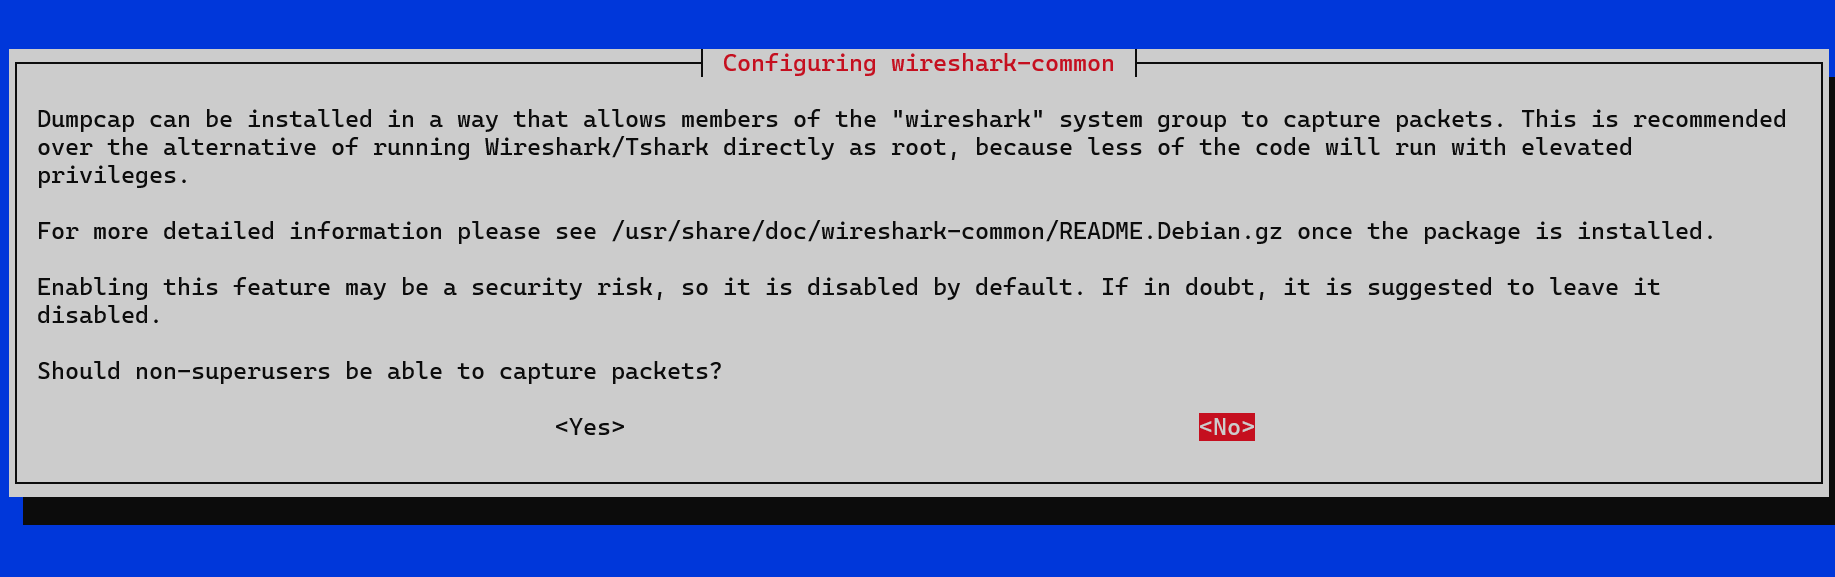 Configuring wireshark-common
Dumpcap can be installed in a way that allows members of the "wireshark" system group to capture packets. This is recommended
over the alternative of running Wireshark/Tshark directly as root, because less of the code will run with elevated
privileges.
For more detailed information please see /usr/share/doc/wireshark-common/README.Debian.gz once the package is installed.
Enabling this feature may be a security risk, so it is disabled by default. If in doubt, it is suggested to leave it
disabled.
Should non-superusers be able to capture packets?
<Yes> <No>